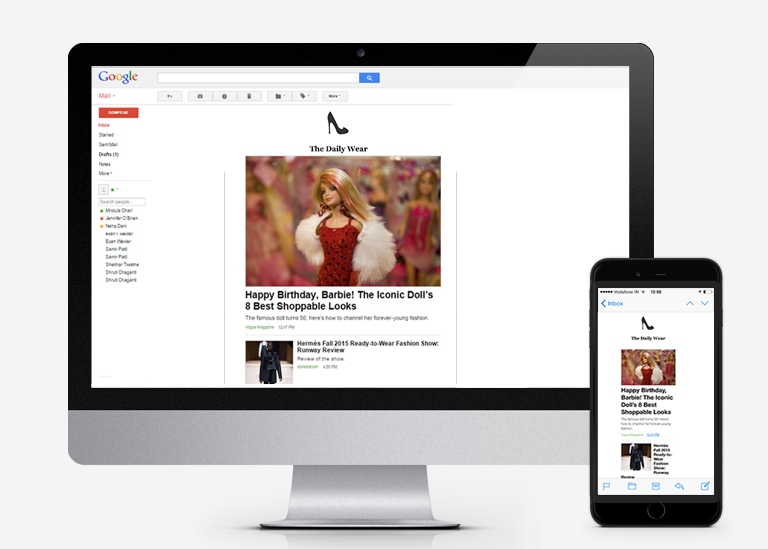 Google
Mail
More
COMPOSE
Inbox
Starred
Sent Mail
Drafts (1)
Notes
More
Search people...
Mridula Chari
Jennifer O'Brien
Neha Dani
evan r wexler
Evan Wexler
Samir Patil
Samir Patil
Shekhar Tiwatne
Shruti Chaganti
Shruti Chaganti
The Daily Wear
Happy Birthday, Barbie! The Iconic Doll's
8 Best Shoppable Looks
The famous doll turns 56; here's how to channel her forever-young fashion.
Vogue Magazine 12:47 PM
Hermès Fall 2015 Ready-to-Wear Fashion Show:
Runway Review
Review of the show.
4:55 PM
Vodafone IN 13:56
Inbox
The Daily Wear
Happy Birthday,
Barbie! The Iconic
Doll's 8 Best
Shoppable Looks
The famous doll turns 56; here's
how to channel her forever-young
fashion.
Vogue Magazine
Hermès
Fall 2015
Ready-to-
Wear
Fashion
Show:
Runway
Review